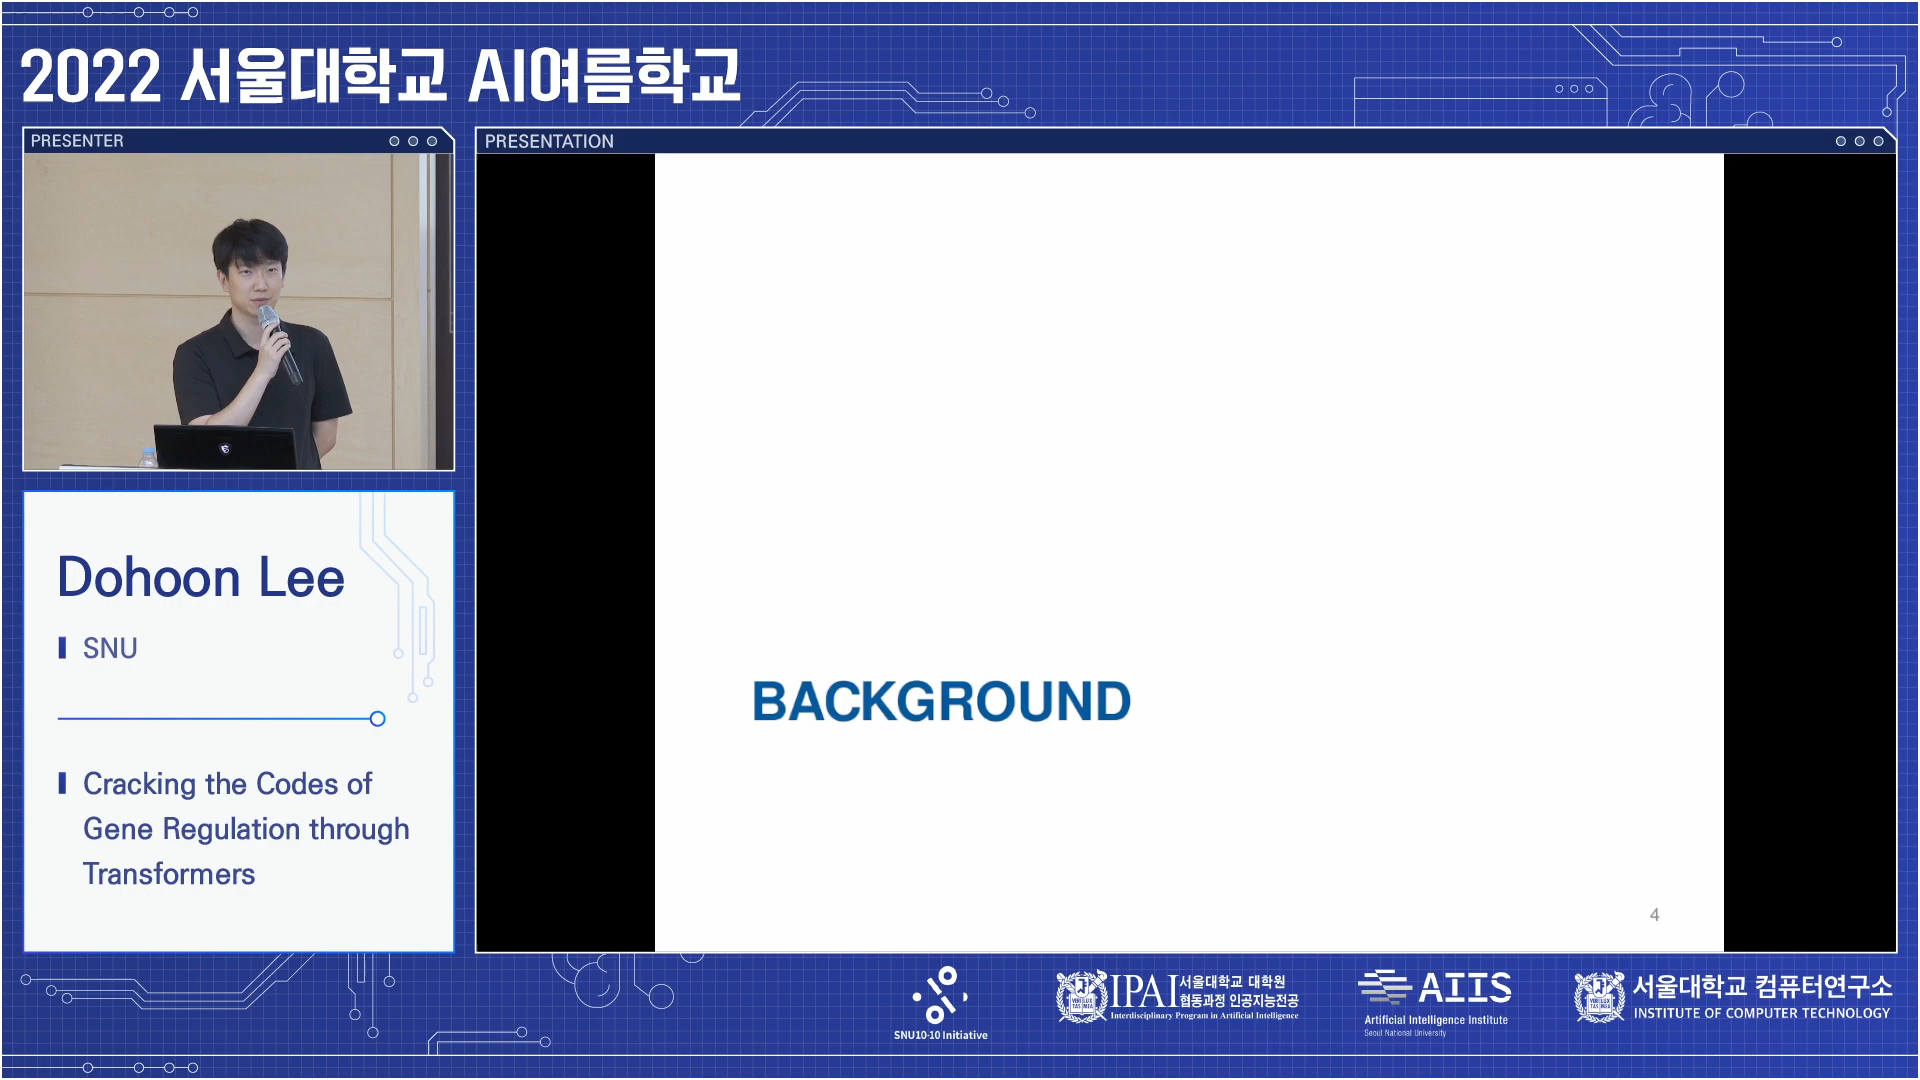 2022 서울대학교 AI여름학교
PRESENTER
PRESENTATION
Dohoon Lee
SNU
Cracking the Codes of
Gene Regulation through
Transformers
BACKGROUND
4
SNU10·10 Initiative
IPAI 서울대학교 대학원
협동과정 인공지능전공
Interdisciplinary Program in Artificial Intelligence
AIIS
Artificial Intelligence Institute
Seoul National University
서울대학교 컴퓨터연구소
INSTITUTE OF COMPUTER TECHNOLOGY